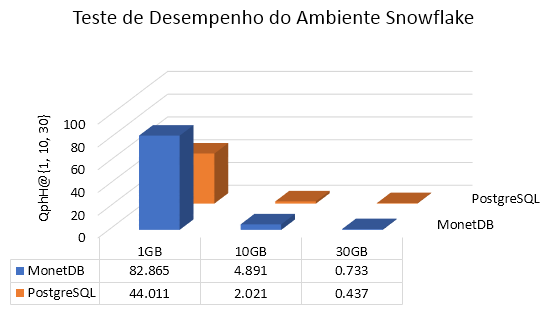 Teste de Desempenho do Ambiente Snowflake
QphH@{1, 10, 30}
100
80
60
40
20
0
PostgreSQL
MonetDB
1GB 10GB 30GB
MonetDB 82.865 4.891 0.733
PostgreSQL 44.011 2.021 0.437